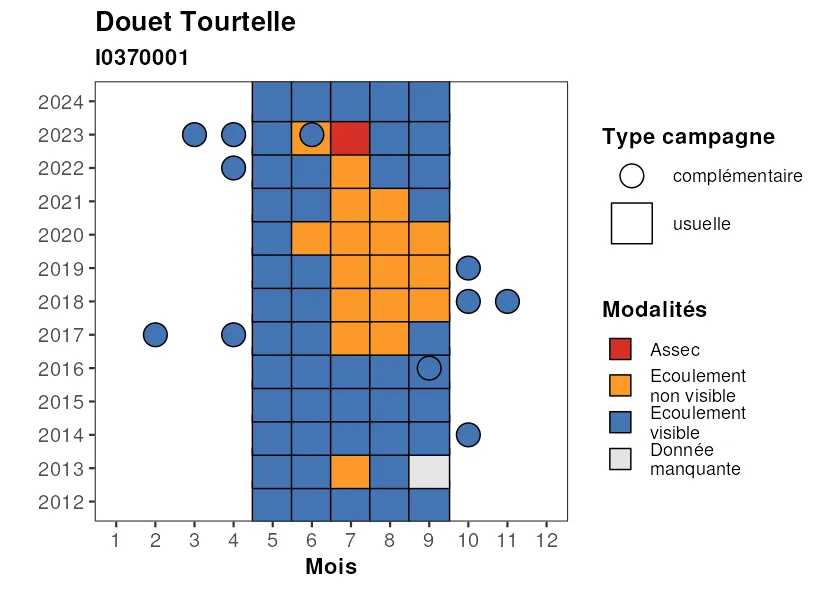 Douet Tourtelle
I0370001
2024
2023
2022
2021
2020
2019
2018
2017
2016
2015
2014
2013
2012
1 2 3 4 5 6 7 8 9 10 11 12
Mois
Type campagne
complémentaire
usuelle
Modalités
Assec
Ecoulement
non visible
Ecoulement
visible
Donnée
manquante